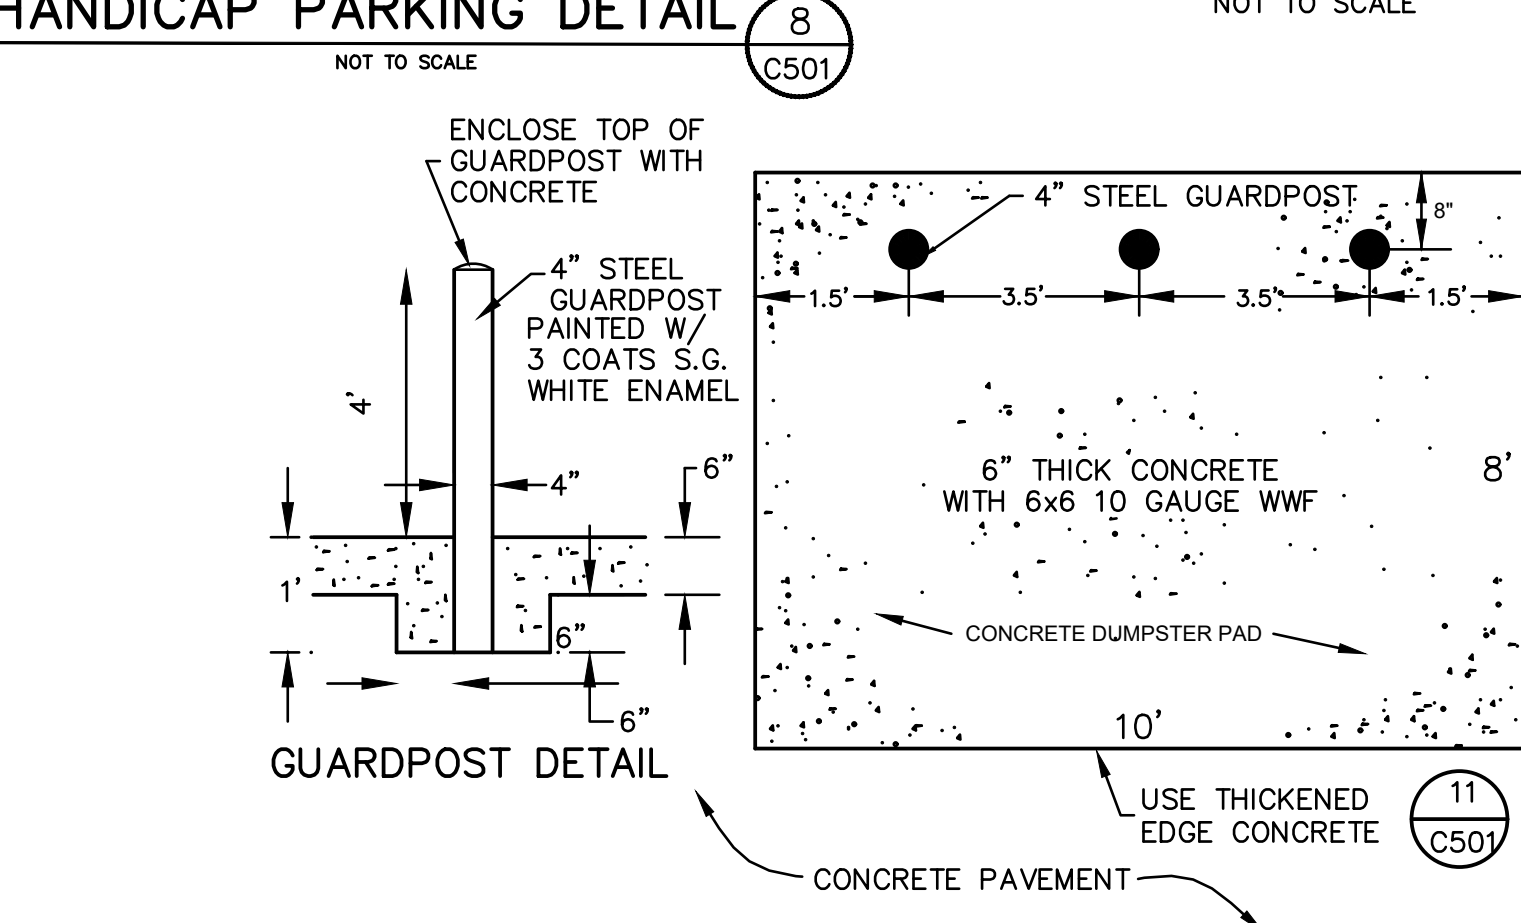 HANDICAP PARKING DETAIL
8
C501
NOT TO SCALE
NOT TO SCALE
ENCLOSE TOP OF
GUARDPOST WITH
CONCRETE
4" STEEL
GUARDPOST
PAINTED W/
3 COATS S.G.
WHITE ENAMEL
4'
4"
6"
1'
6"
6"
GUARDPOST DETAIL
4" STEEL GUARDPOST
8"
1.5'
3.5'
3.5'
1.5'
6" THICK CONCRETE
WITH 6x6 10 GAUGE WWF
8'
CONCRETE DUMPSTER PAD
10'
USE THICKENED
EDGE CONCRETE
11
C501
CONCRETE PAVEMENT